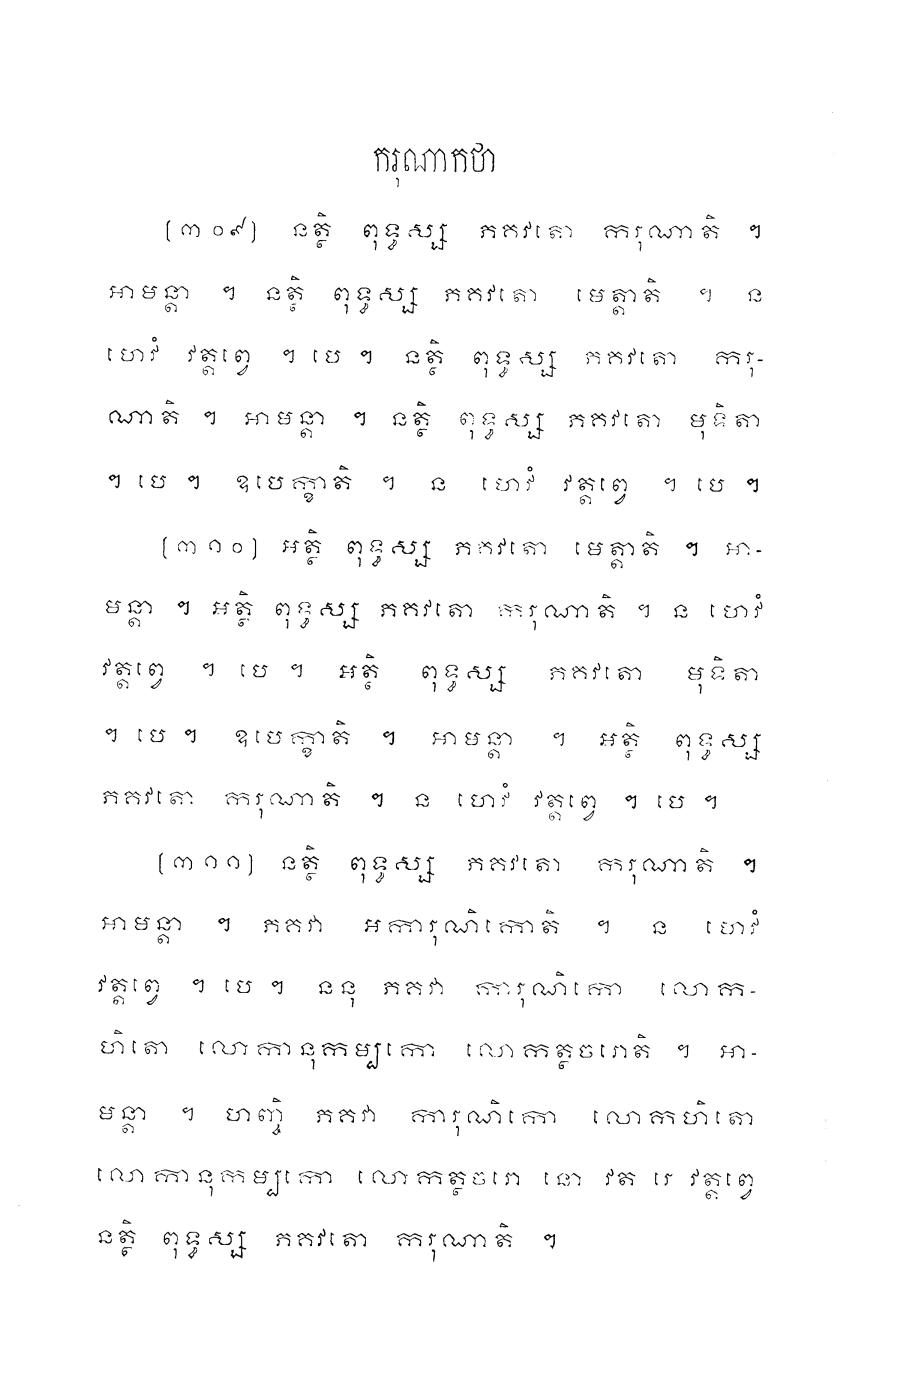 ករុណាកថា
(៣០៩) នត្ថិ ពុទ្ធស្ស ភគវតោ ករុណាតិ ។
អាមន្តា ។ នត្ថិ ពុទ្ធស្ស ភគវតោ មេត្តាតិ ។ ន
ហេវំ វត្តព្វេ ។ បេ ។ នត្ថិ ពុទ្ធស្ស ភគវតោ ករុ-
ណាតិ ។ អាមន្តា ។ នត្ថិ ពុទ្ធស្ស ភគវតោ មុទិតា
។ បេ ។ ឧបេក្ខាតិ ។ ន ហេវំ វត្តព្វេ ។ បេ ។
(៣១០) អត្ថិ ពុទ្ធស្ស ភគវតោ មេត្តាតិ ។ អា-
មន្តា ។ អត្ថិ ពុទ្ធស្ស ភគវតោ ករុណាតិ ។ ន ហេវំ
វត្តព្វេ ។ បេ ។ អត្ថិ ពុទ្ធស្ស ភគវតោ មុទិតា
។ បេ ។ ឧបេក្ខាតិ ។ អាមន្តា ។ អត្ថិ ពុទ្ធស្ស
ភគវតោ ករុណាតិ ។ ន ហេវំ វត្តព្វេ ។ បេ ។
(៣១១) នត្ថិ ពុទ្ធស្ស ភគវតោ ករុណាតិ ។
អាមន្តា ។ ភគវា អការុណិកោតិ ។ ន ហេវំ
វត្តព្វេ ។ បេ ។ ននុ ភគវា ការុណិកោ លោក-
ហិតោ លោកានុកម្បកោ លោកត្ថចរោតិ ។ អា-
មន្តា ។ ហញ្ចិ ភគវា ការុណិកោ លោកហិតោ
លោកានុកម្បកោ លោកត្ថចរោ នោ វត រេ វត្តព្វេ
នត្ថិ ពុទ្ធស្ស ភគវតោ ករុណាតិ ។